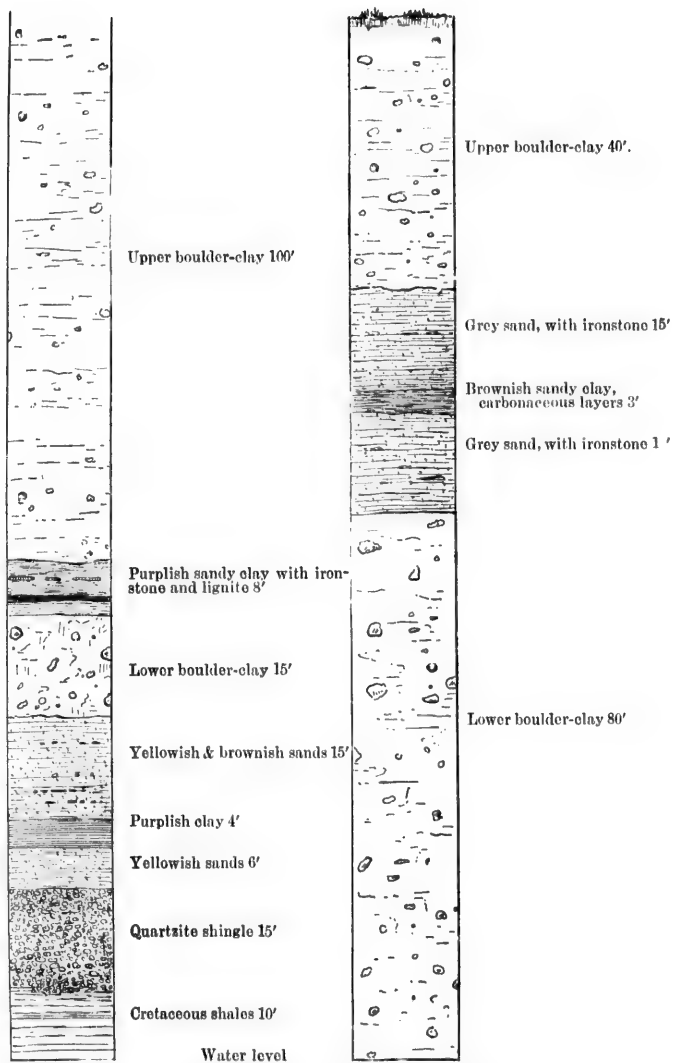 Upper boulder-clay 100'
Purplish sandy clay with iron-
stone and lignite 8'
Lower boulder-clay 15'
Yellowish & brownish sands 15'
Purplish clay 4'
Yellowish sands 6'
Quartzite shingle 15'
Cretaceous shales 10'
Water level
Upper boulder-clay 40'.
Grey sand, with ironstone 15'
Brownish sandy clay,
carbonaceous layers 3'
Grey sand, with ironstone
Lower boulder-clay 80'